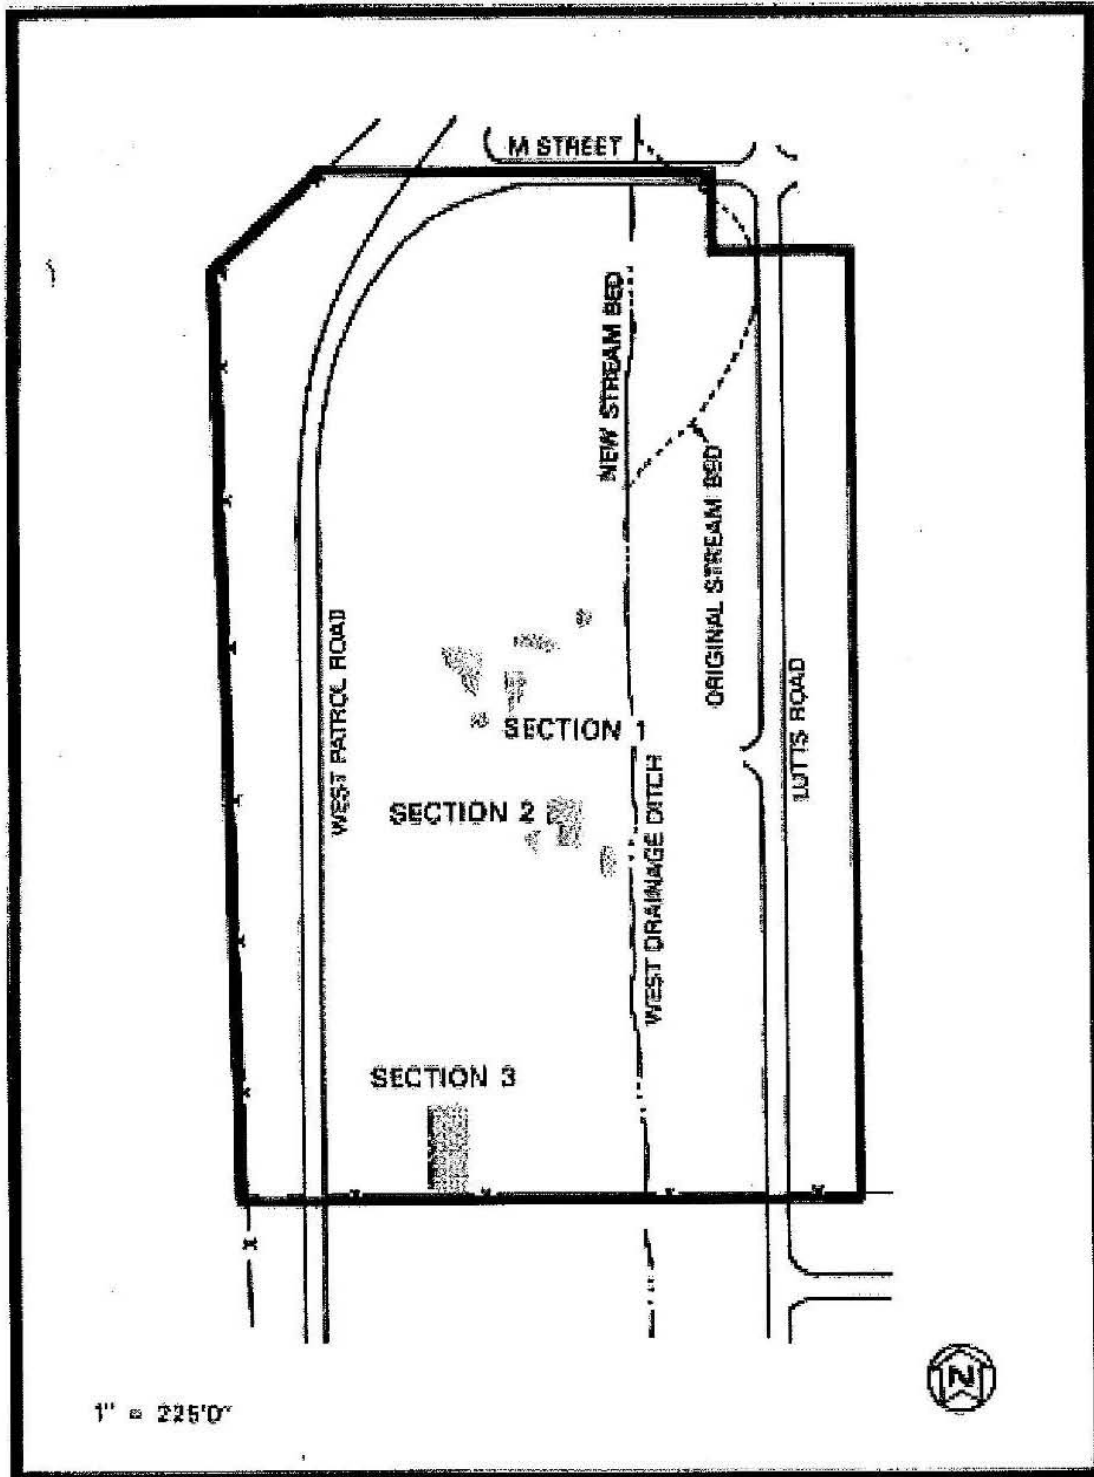 M STREET
NEW STREAM BED
ORIGINAL STREAM BED
WEST PATROL ROAD
LUTTS ROAD
SECTION 1
SECTION 2
WEST DRAINAGE DITCH
SECTION 3
N
1" = 225'0"